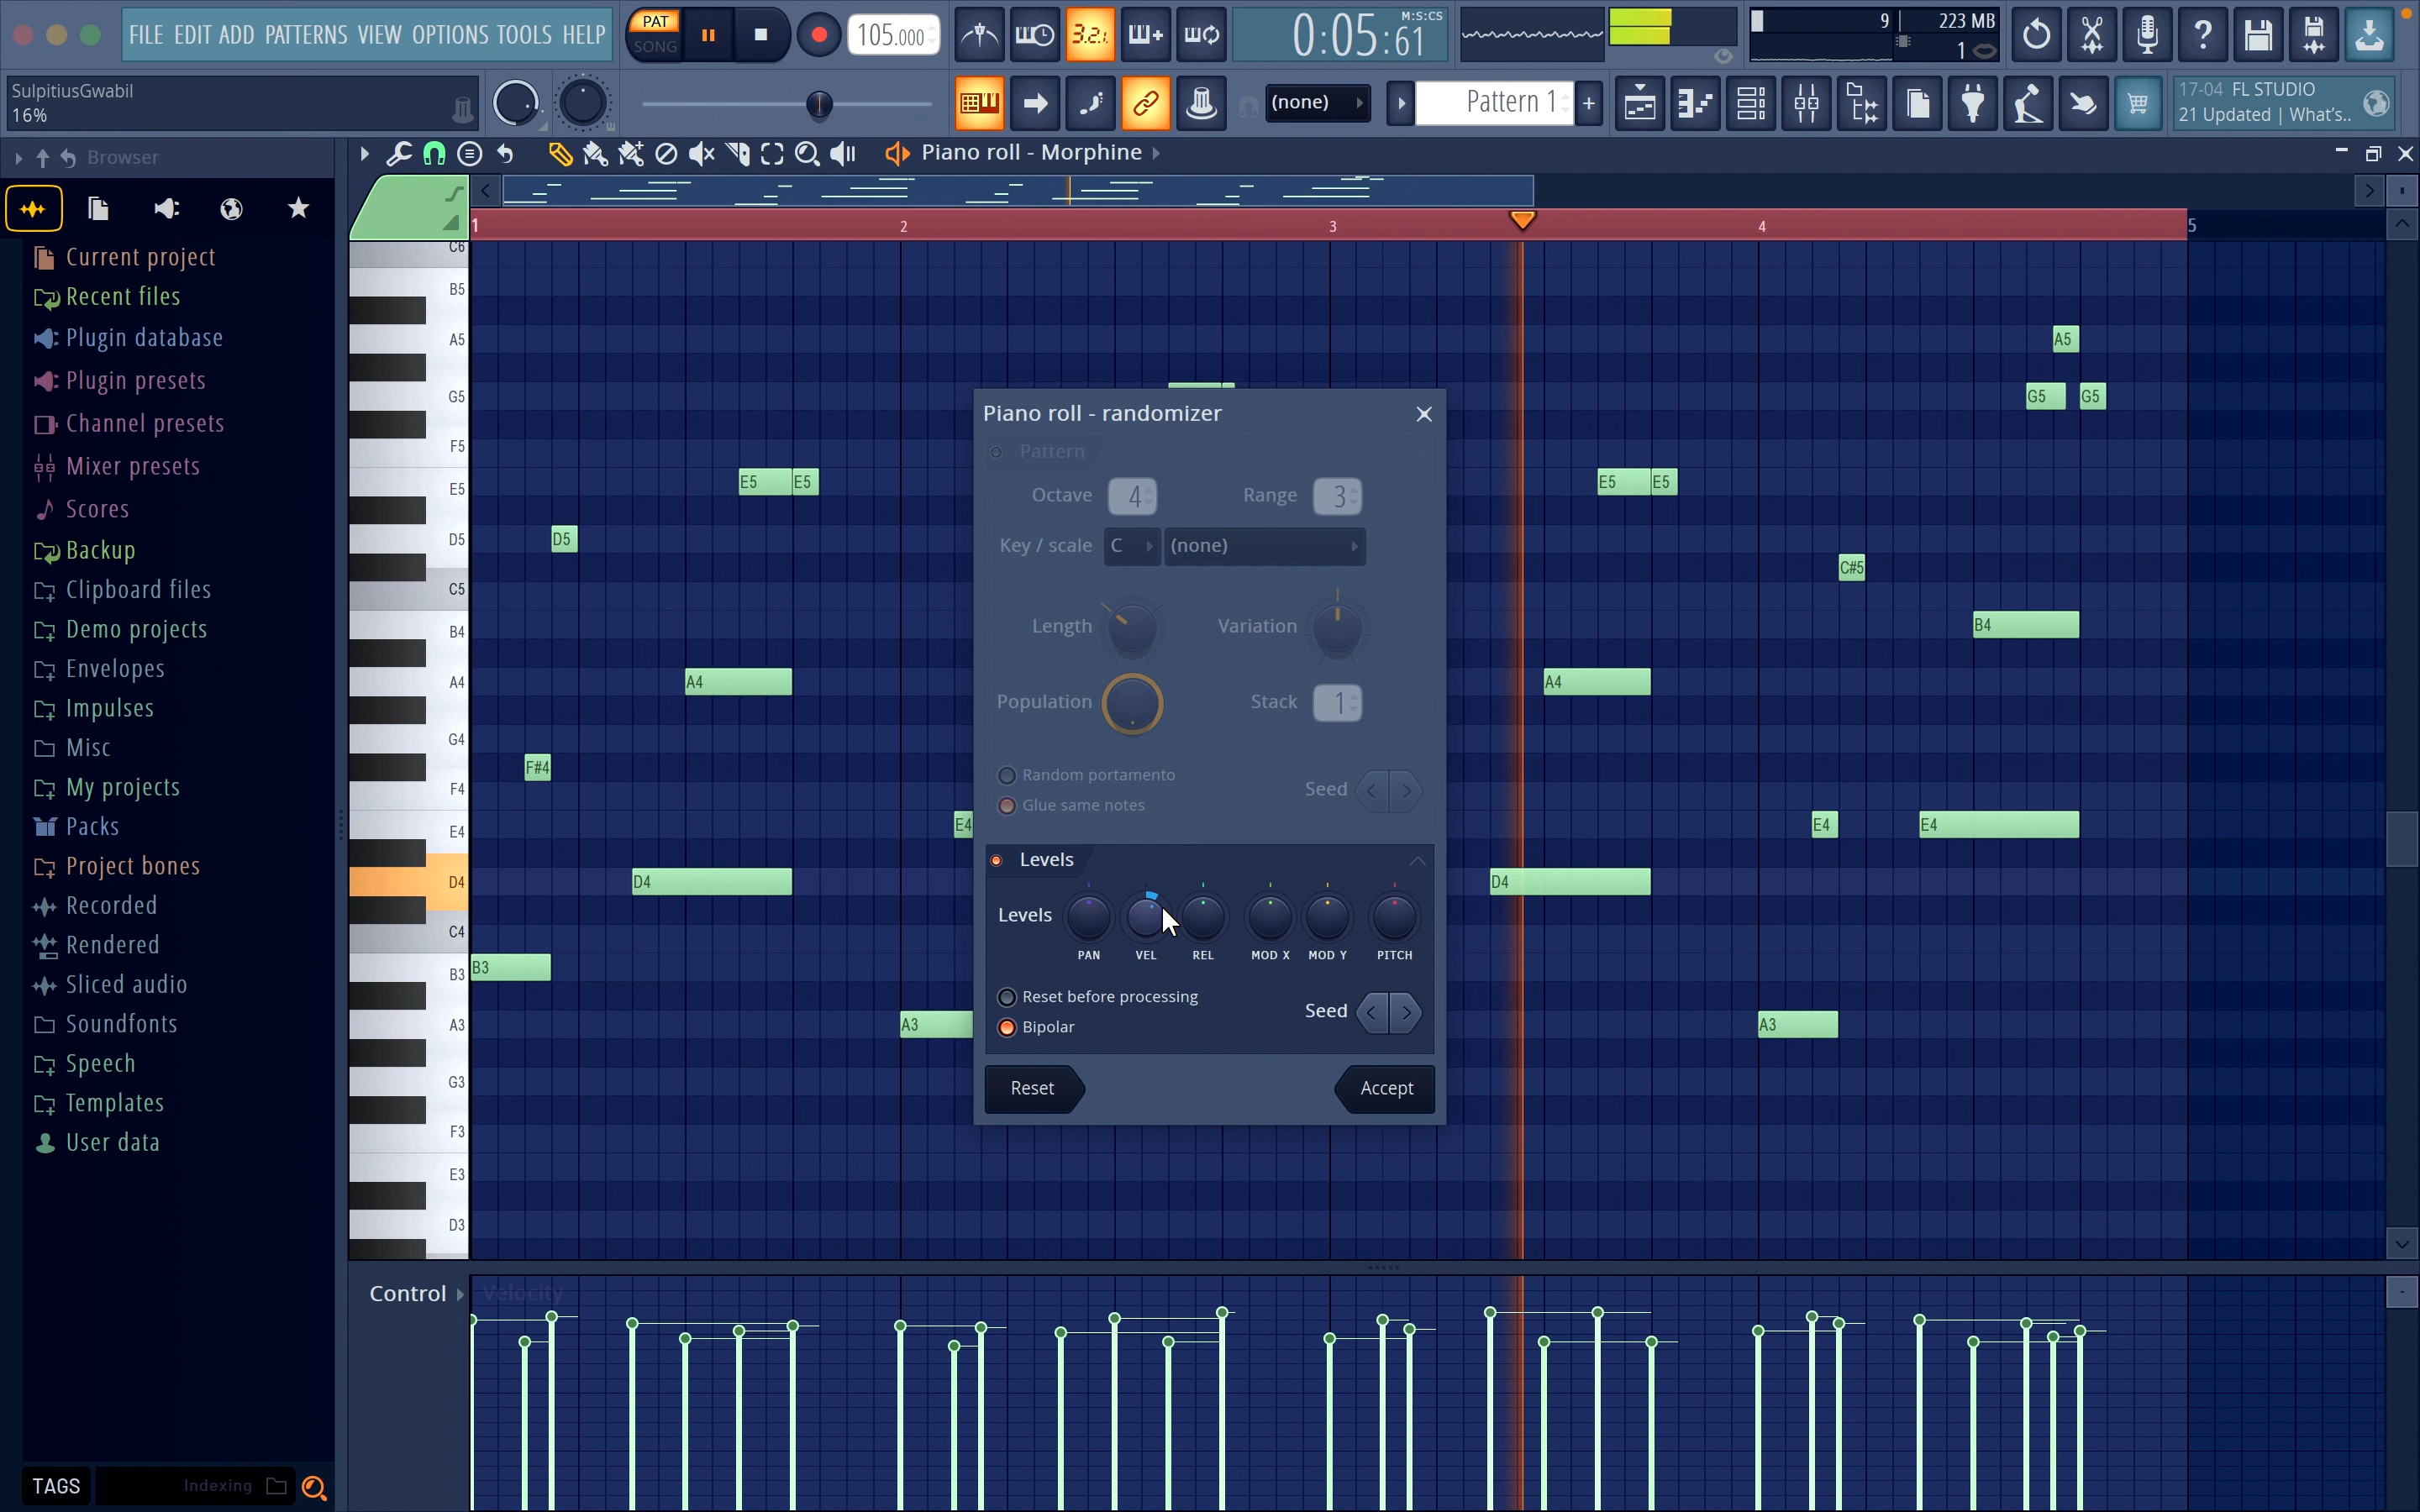 FILE EDIT ADD PATTERNS VIEW OPTIONS TOOLS HELP
PAT
SONG
105.000
3.2.
M:S:CS
0:05:61
9
223 MB
1
SulpitiusGwabil
16%
(none)
Pattern 1
17-04 FL STUDIO
21 Updated | What's..
Browser
Piano roll - Morphine
Current project
Recent files
Plugin database
Plugin presets
Channel presets
Mixer presets
Scores
Backup
Clipboard files
Demo projects
Envelopes
Impulses
Misc
My projects
Packs
Project bones
Recorded
Rendered
Sliced audio
Soundfonts
Speech
Templates
User data
TAGS
Indexing
1 2 3 4 5
C6
B5
A5
G5
F5
E5
D5
C5
B4
A4
G4
F4
E4
D4
C4
B3
A3
G3
F3
E3
D3
A5
G5 G5
E5 E5
E5 E5
D5
C#5
B4
A4
A4
F#4
E4
E4
E4
D4
D4
B3
A3
A3
Piano roll - randomizer
Pattern
Octave 4
Range 3
Key / scale C (none)
Length
Variation
Population
Stack 1
Random portamento
Glue same notes
Seed
Levels
Levels
PAN VEL REL MOD X MOD Y PITCH
Reset before processing
Bipolar
Seed
Reset
Accept
Control
Velocity